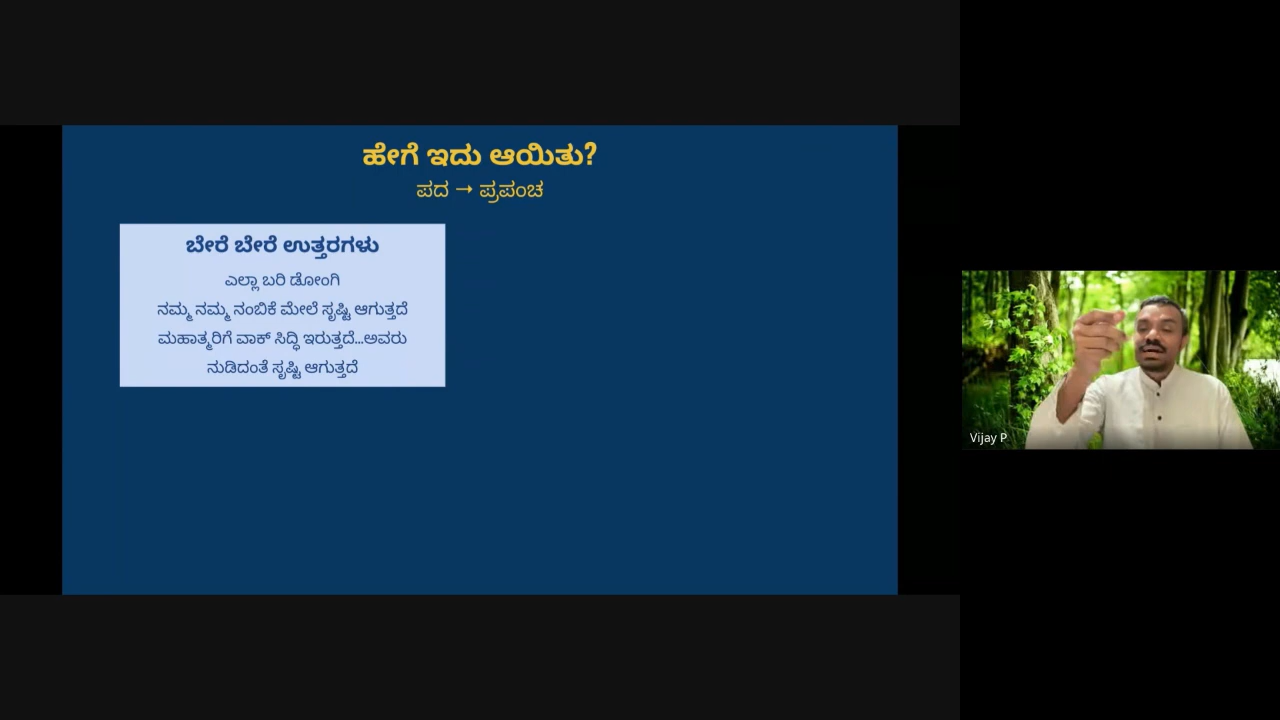 ಹೇಗೆ ಇದು ಆಯಿತು?
ಪದ → ಪ್ರಪಂಚ
ಬೇರೆ ಬೇರೆ ಉತ್ತರಗಳು
ಎಲ್ಲಾ ಬರಿ ಡೋಂಗಿ
ನಮ್ಮ ನಮ್ಮ ನಂಬಿಕೆ ಮೇಲೆ ಸೃಷ್ಟಿ ಆಗುತ್ತದೆ
ಮಹಾತ್ಮರಿಗೆ ವಾಕ್ ಸಿದ್ಧಿ ಇರುತ್ತದೆ...ಅವರು
ನುಡಿದಂತೆ ಸೃಷ್ಟಿ ಆಗುತ್ತದೆ
Vijay P